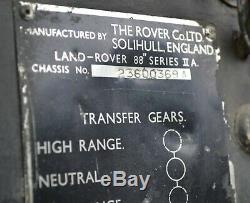 MANUFACTURED BY THE ROVER Co. LTD
SOLIHULL, ENGLAND
LAND-ROVER 88" SERIES IIA.
CHASSIS No. 23600369A
TRANSFER GEARS.
HIGH RANGE.
NEUTRAL.